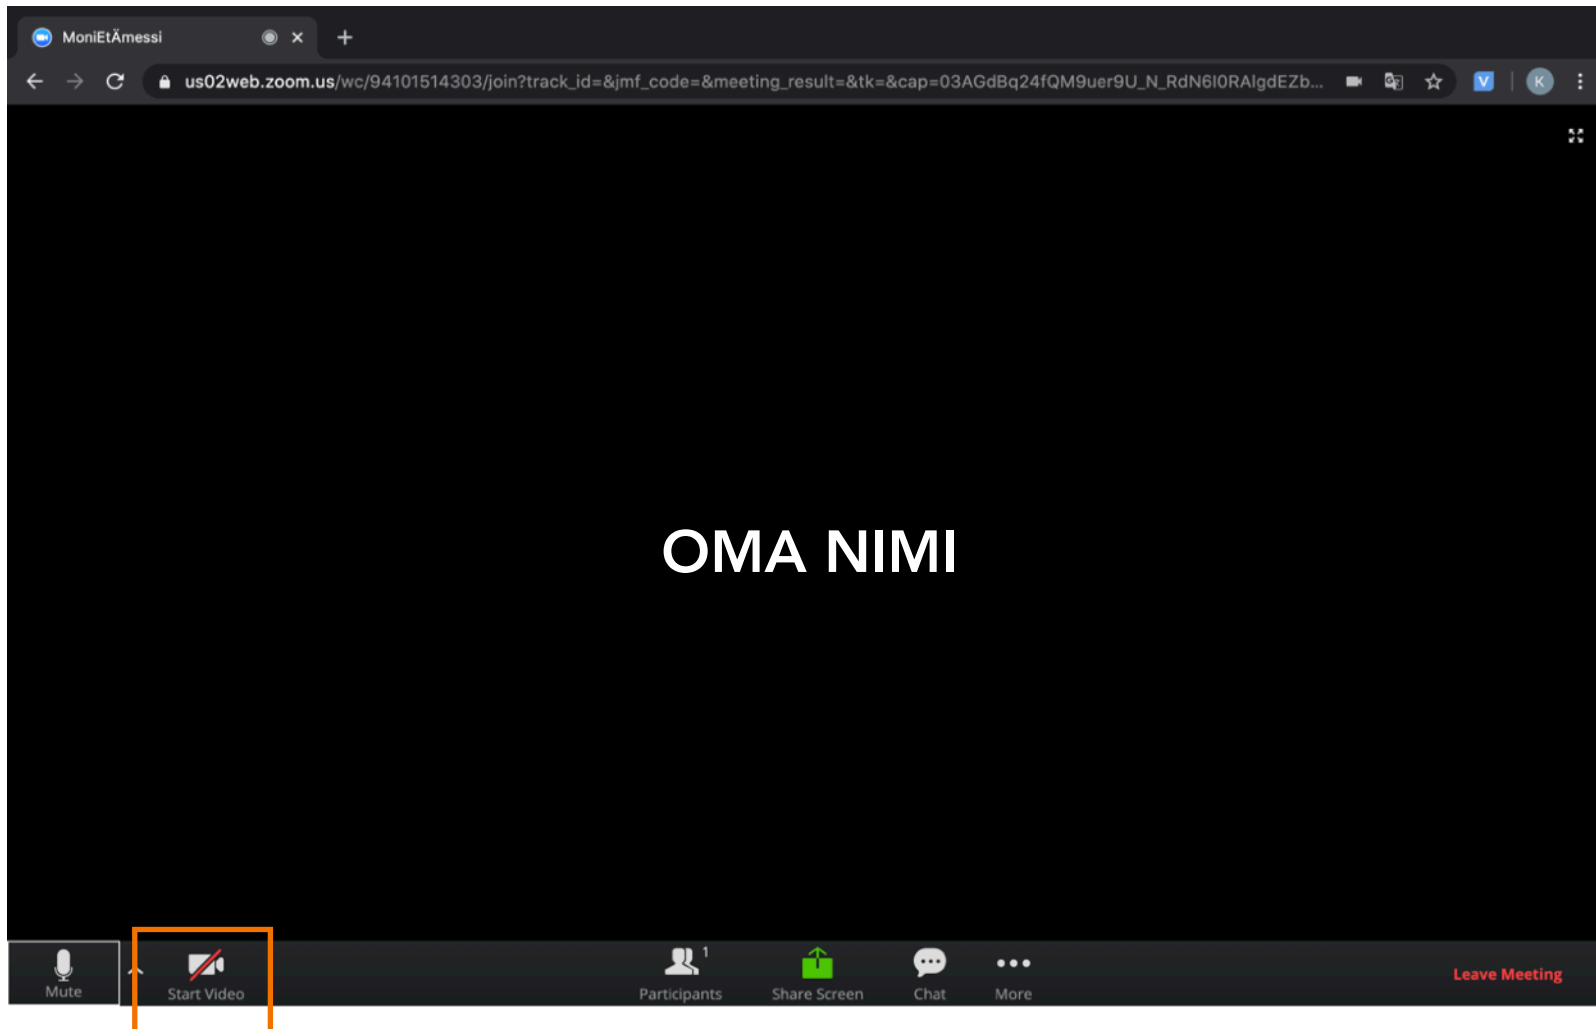 MoniEtÄmessi
us02web.zoom.us/wc/94101514303/join?track_id=&jmf_code=&meeting_result=&tk=&cap=03AGdBq24fQM9uer9U_N_RdN6I0RAlgdEZb...
V
K
OMA NIMI
1
Mute
Start Video
Participants
Share Screen
Chat
More
Leave Meeting